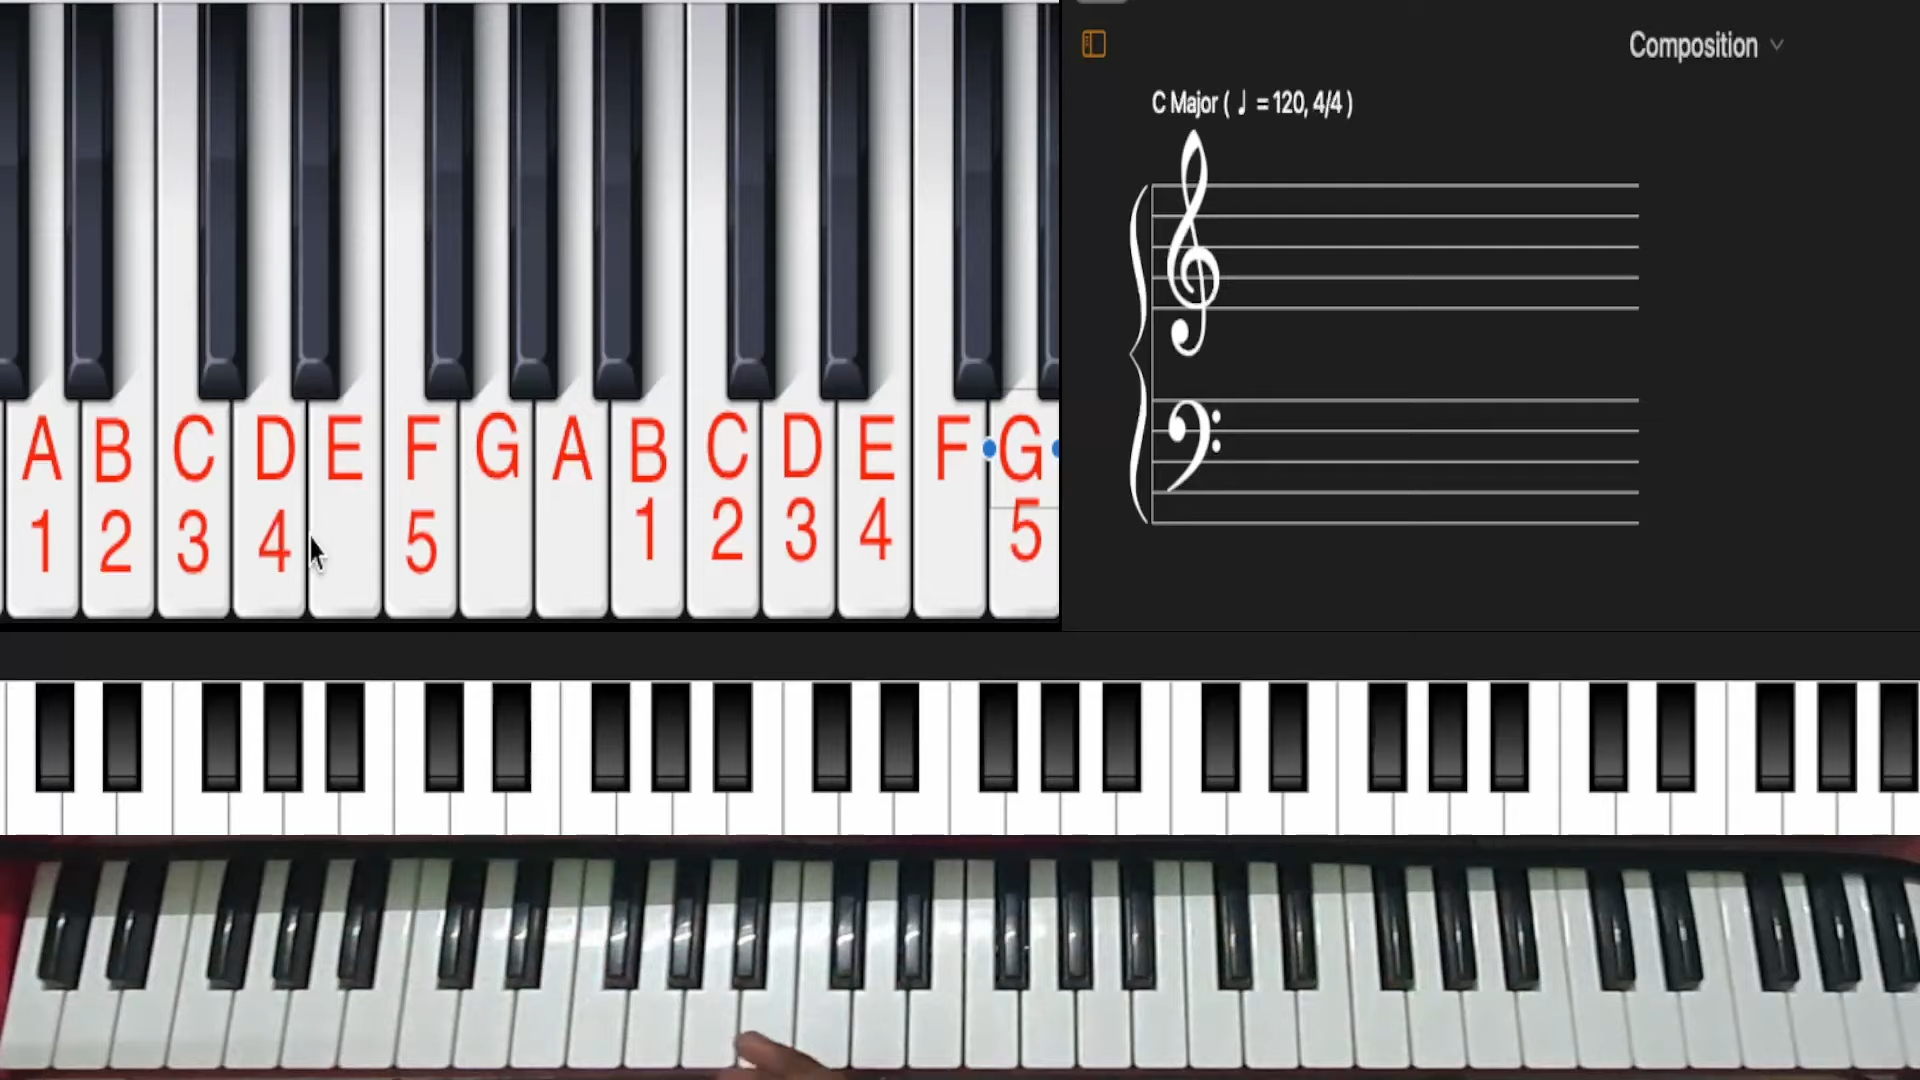 Composition
C Major ( ♩ = 120, 4/4 )
A B C D E F G A B C D E F G
1 2 3 4 5 1 2 3 4 5